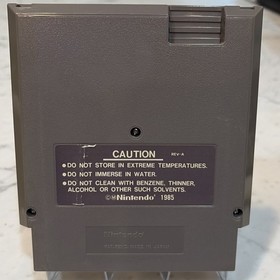 CAUTION REV-A
• DO NOT STORE IN EXTREME TEMPERATURES.
• DO NOT IMMERSE IN WATER.
• DO NOT CLEAN WITH BENZENE, THINNER,
ALCOHOL OR OTHER SUCH SOLVENTS.
©Nintendo® 1985
Nintendo